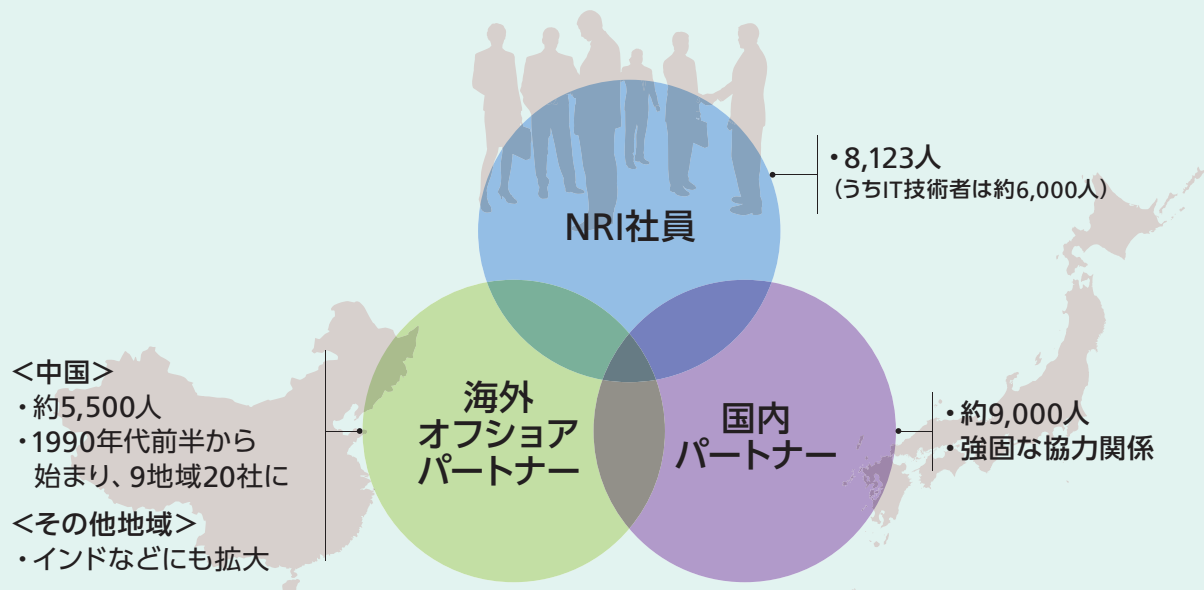 NRI社員
・8,123人
（うちIT技術者は約6,000人）
海外
オフショア
パートナー
国内
パートナー
＜中国＞
・約5,500人
・1990年代前半から
始まり、9地域20社に
＜その他地域＞
・インドなどにも拡大
・約9,000人
・強固な協力関係